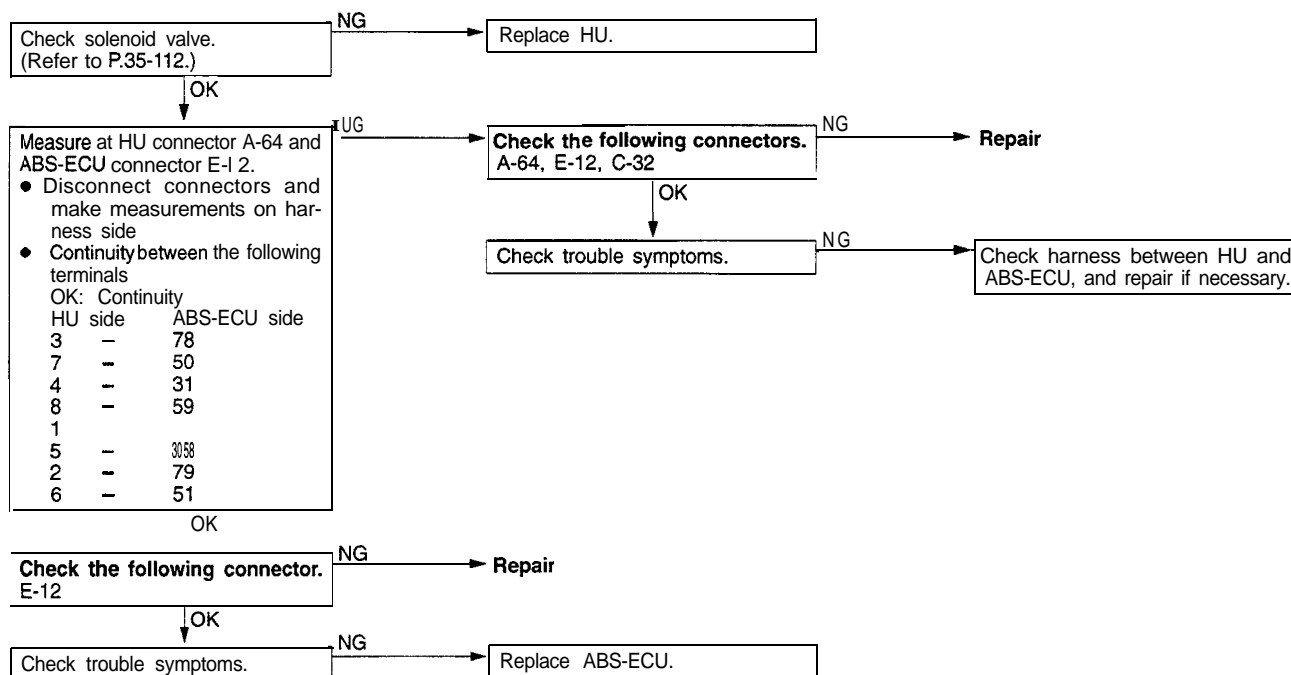 Check solenoid valve.
(Refer to P.35-112.)
NG
Replace HU.
OK
Measure at HU connector A-64 and
ABS-ECU connector E-l 2.
● Disconnect connectors and
make measurements on har-
ness side
● Continuity between the following
terminals
OK: Continuity
HU side ABS-ECU side
3 – 78
7 – 50
4 – 31
8 – 59
1
5 – 3058
2 – 79
6 – 51
IUG
Check the following connectors.
A-64, E-12, C-32
NG
Repair
OK
Check trouble symptoms.
NG
Check harness between HU and
ABS-ECU, and repair if necessary.
OK
Check the following connector.
E-12
NG
Repair
OK
Check trouble symptoms.
NG
Replace ABS-ECU.